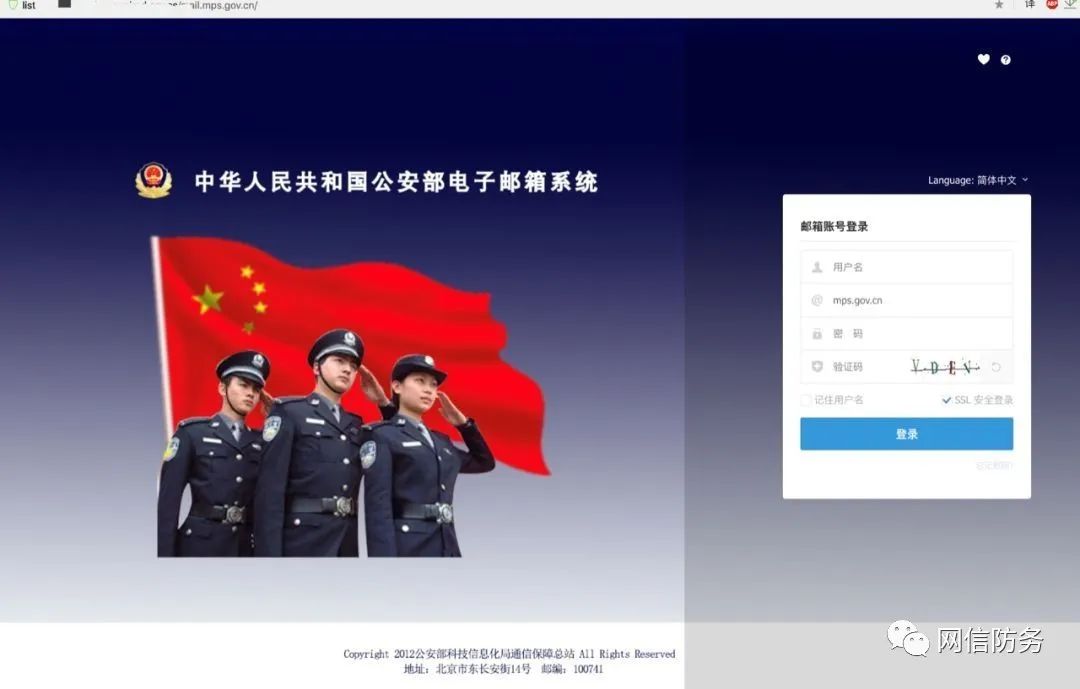 list
mail.mps.gov.cn/
译
ABP
中华人民共和国公安部电子邮箱系统
Language: 简体中文
邮箱账号登录
用户名
@ mps.gov.cn
密 码
验证码
V D E V
记住用户名
SSL 安全登录
登录
Copyright 2012公安部科技信息化局通信保障总站 All Rights Reserved
地址：北京市东长安街14号 邮编：100741
网信防务